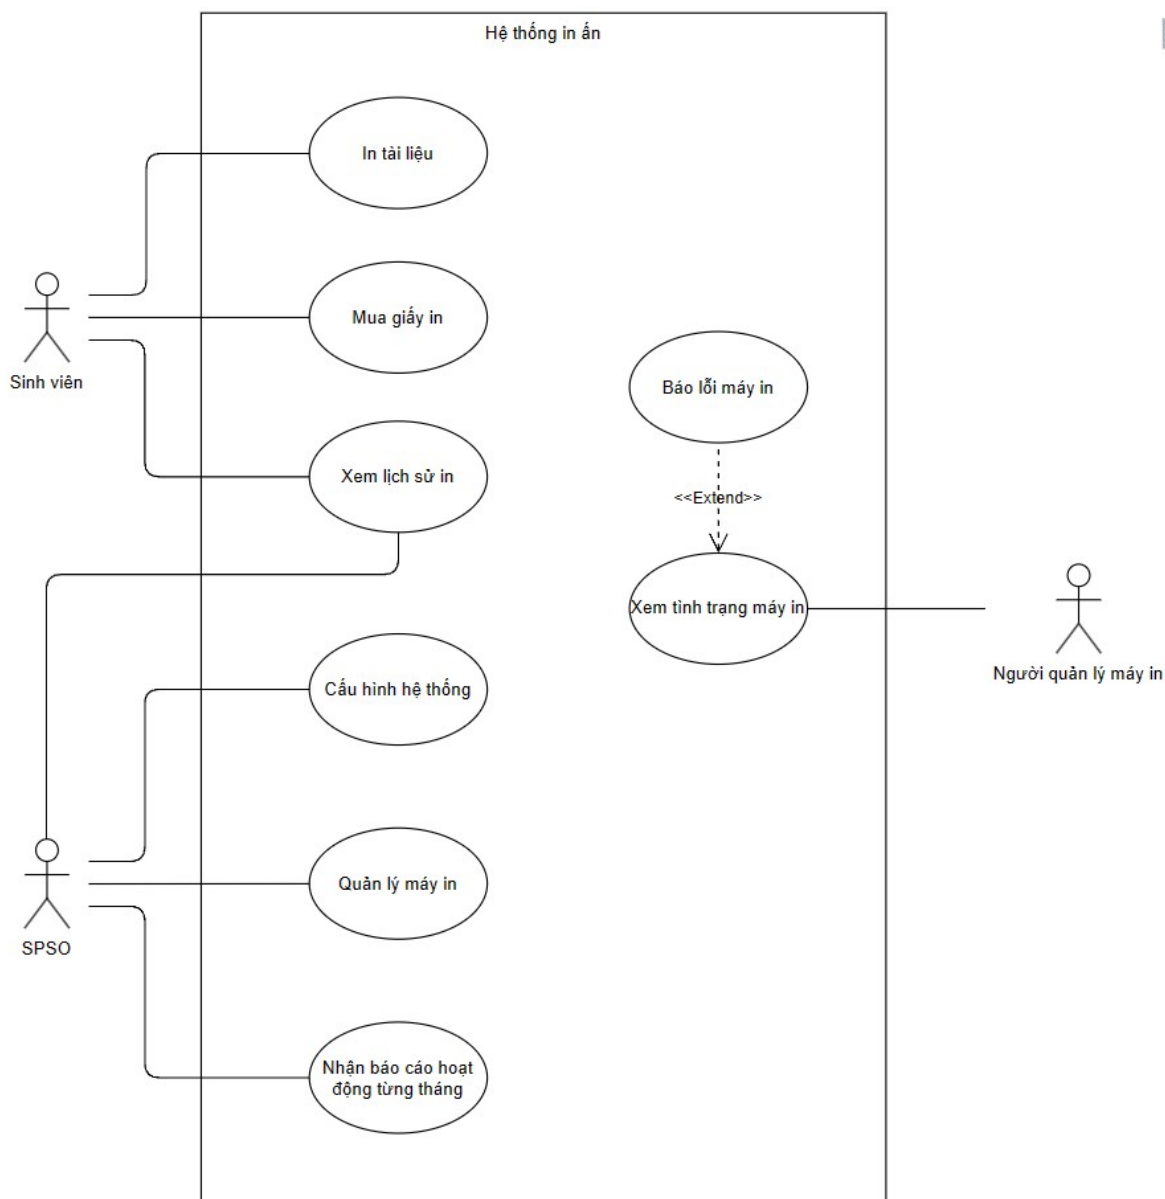 Hệ thống in ấn
In tài liệu
Mua giấy in
Sinh viên
Báo lỗi máy in
Xem lịch sử in
<<Extend>>
Xem tình trạng máy in
Người quản lý máy in
Cấu hình hệ thống
Quản lý máy in
SPSO
Nhận báo cáo hoạt
động từng tháng